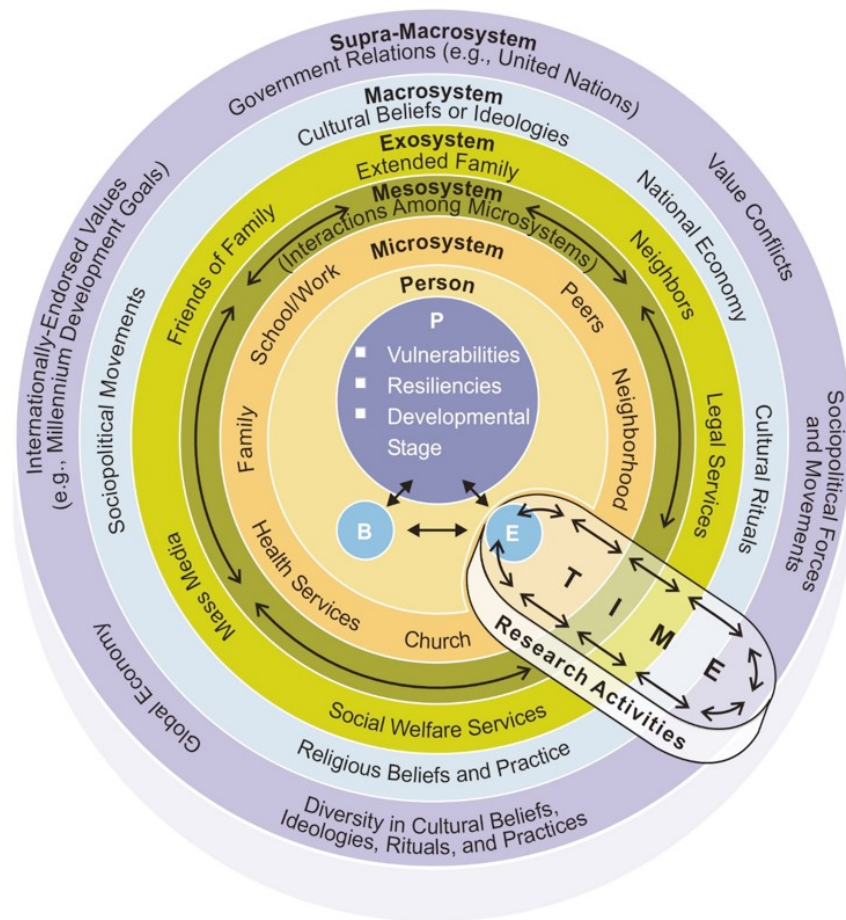 Supra-Macrosystem
Government Relations (e.g., United Nations)
Internationally-Endorsed Values
(e.g., Millennium Development Goals)
Value Conflicts
Sociopolitical Forces
and Movements
Global Economy
Diversity in Cultural Beliefs,
Ideologies, Rituals, and Practices
Macrosystem
Cultural Beliefs or Ideologies
National Economy
Sociopolitical Movements
Cultural Rituals
Religious Beliefs and Practice
Exosystem
Extended Family
Friends of Family
Neighbors
Legal Services
Mass Media
Social Welfare Services
Mesosystem
(Interactions Among Microsystems)
Microsystem
School/Work
Peers
Family
Neighborhood
Health Services
Church
Person
P
Vulnerabilities
Resiliencies
Developmental
Stage
B
E
TIME
Research Activities